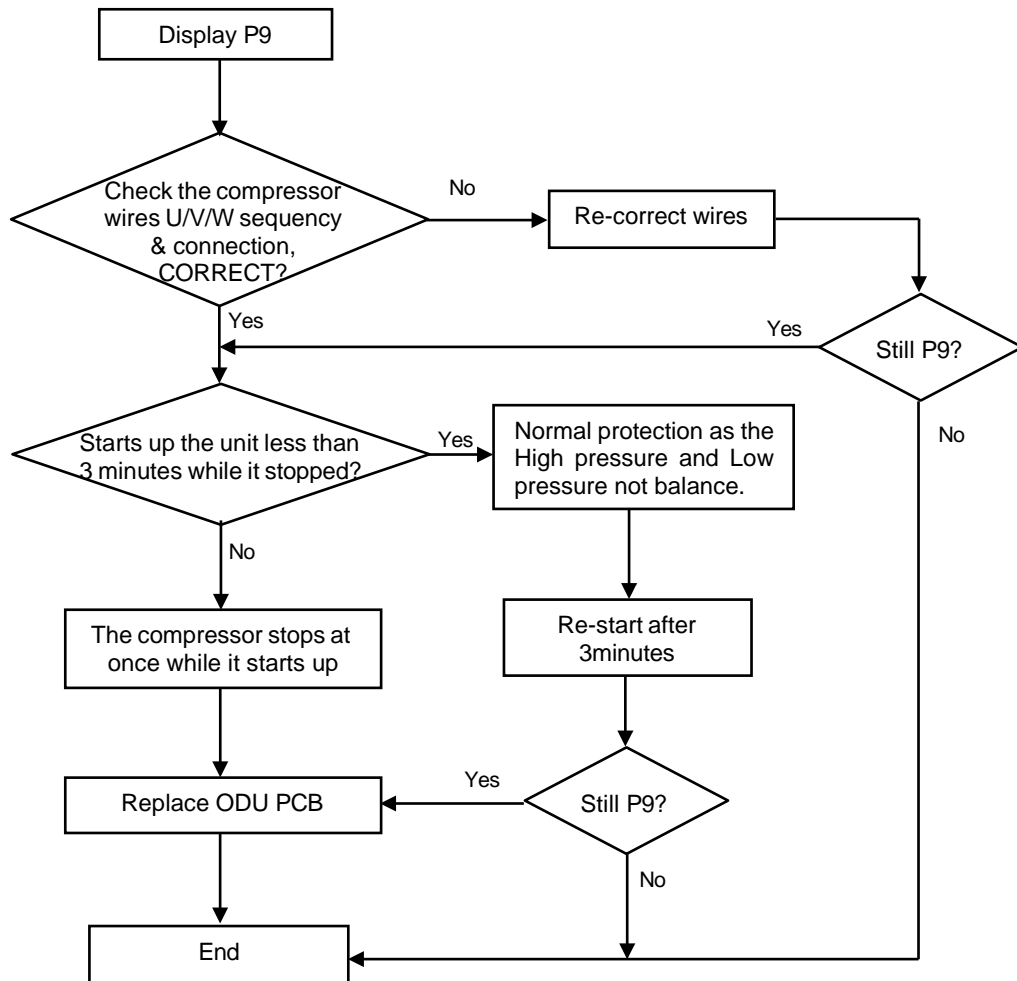 Display P9
Check the compressor
wires U/V/W sequency
& connection,
CORRECT?
No
Re-correct wires
Yes
Yes
Still P9?
No
Starts up the unit less than
3 minutes while it stopped?
Yes
Normal protection as the
High pressure and Low
pressure not balance.
No
The compressor stops at
once while it starts up
Re-start after
3minutes
Yes
Replace ODU PCB
Still P9?
No
End